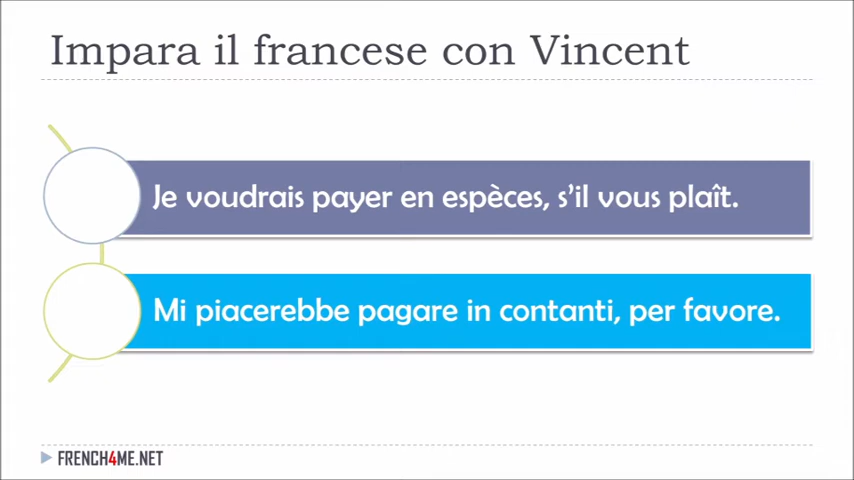 Impara il francese con Vincent
Je voudrais payer en espèces, s’il vous plaît.
Mi piacerebbe pagare in contanti, per favore.
FRENCH4ME.NET